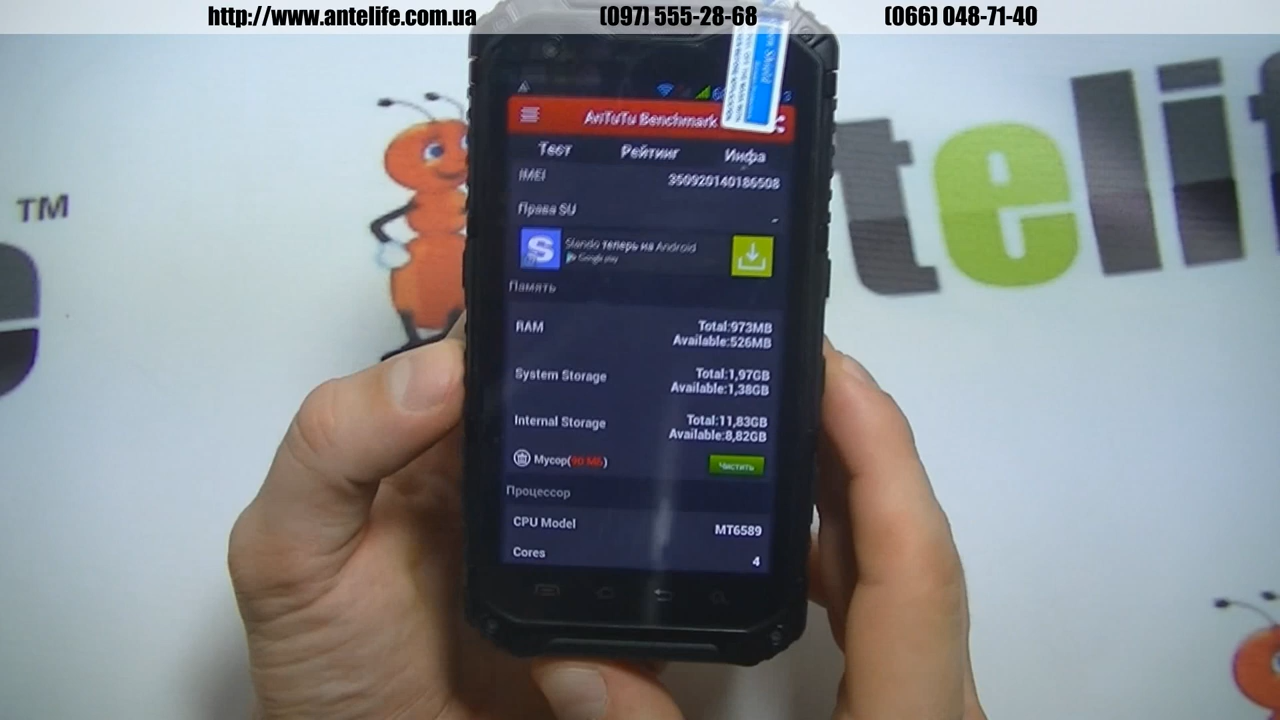 http://www.antelife.com.ua (097) 555-28-68 (066) 048-71-40
TM
telif
AnTuTu Benchmark
Тест Рейтинг Инфа
IMEI 350920140186508
Права SU -
S Slando теперь на Android
Google play
Память
RAM Total:973MB
Available:526MB
System Storage Total:1,97GB
Available:1,38GB
Internal Storage Total:11,83GB
Available:8,82GB
Мусор(90 МБ) Чистить
Процессор
CPU Model MT6589
Cores 4